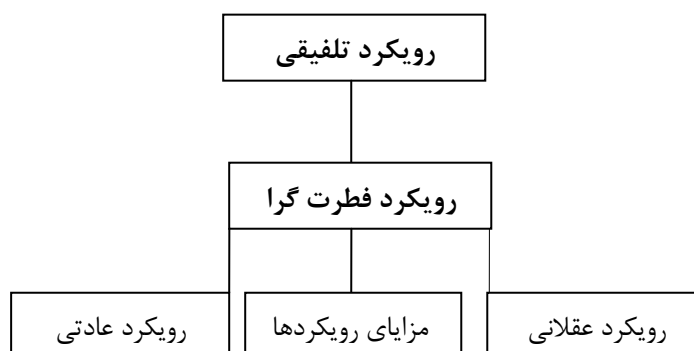 رویکرد تلفیقی
رویکرد فطرت گرا
رویکرد عقلانی
مزایای رویکردها
رویکرد عادتی